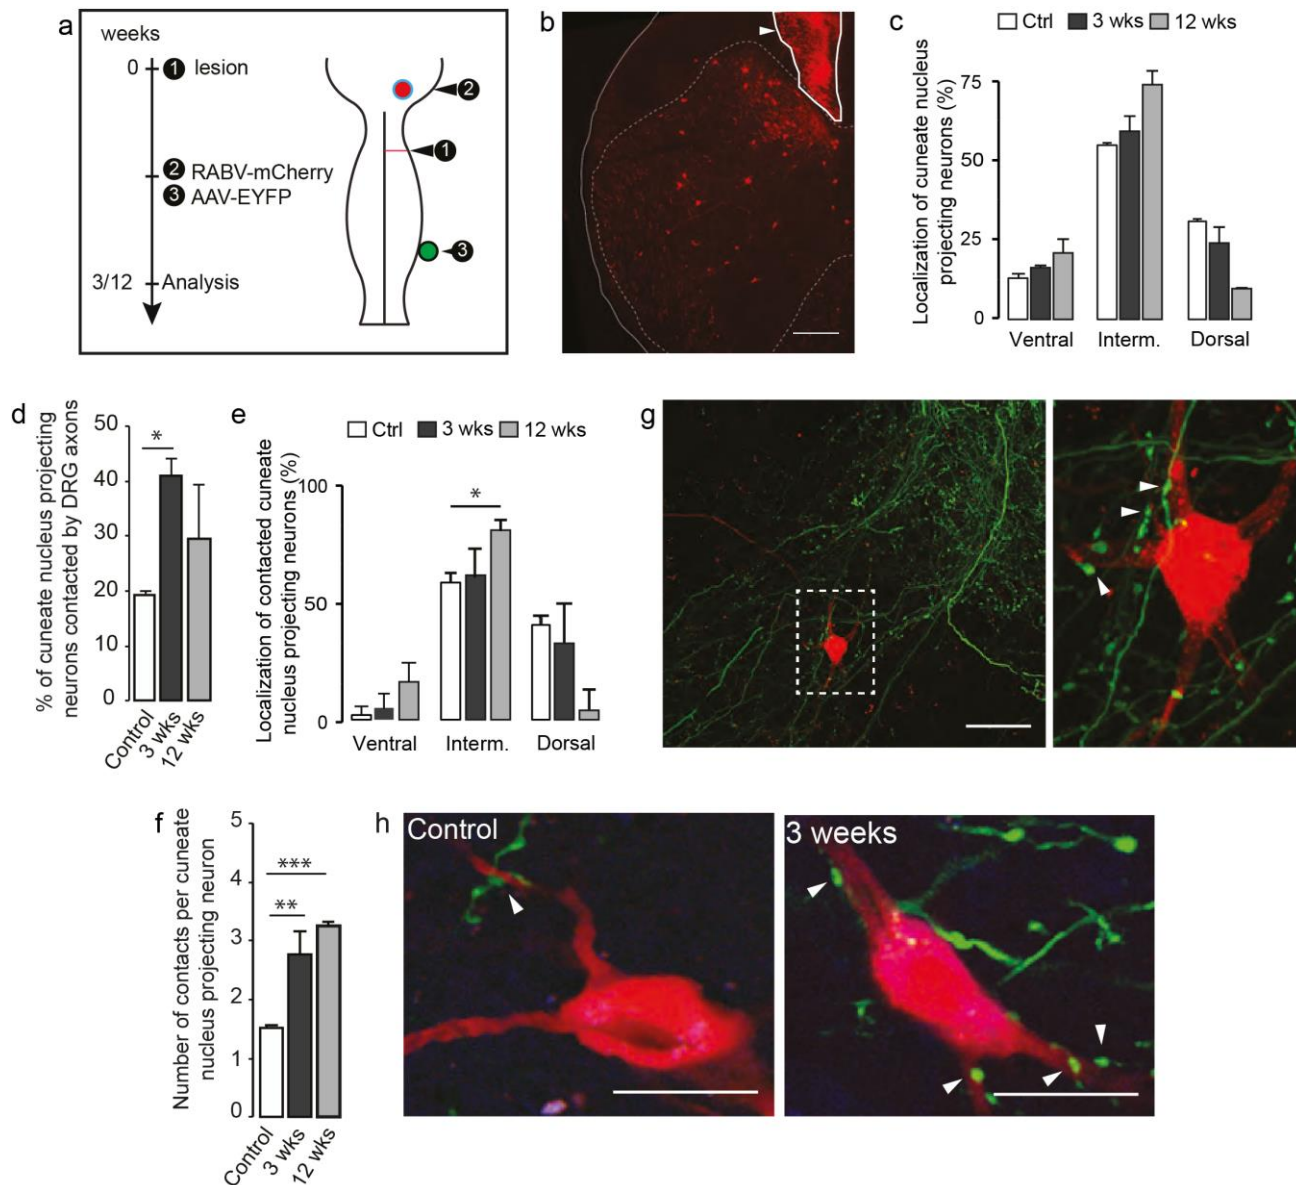 a
weeks
0
1 lesion
2 RABV-mCherry
3 AAV-EYFP
3/12 Analysis
2
1
3
b
c
Ctrl 3 wks 12 wks
Localization of cuneate nucleus
projecting neurons (%)
75
50
25
0
Ventral Interm. Dorsal
d
% of cuneate nucleus projecting
neurons contacted by DRG axons
50
40
30
20
10
0
*
Control
3 wks
12 wks
e
Ctrl 3 wks 12 wks
Localization of contacted cuneate
nucleus projecting neurons (%)
100
50
0
*
Ventral Interm. Dorsal
g
f
Number of contacts per cuneate
nucleus projecting neuron
5
4
3
2
1
0
***
**
Control
3 wks
12 wks
h
Control
3 weeks